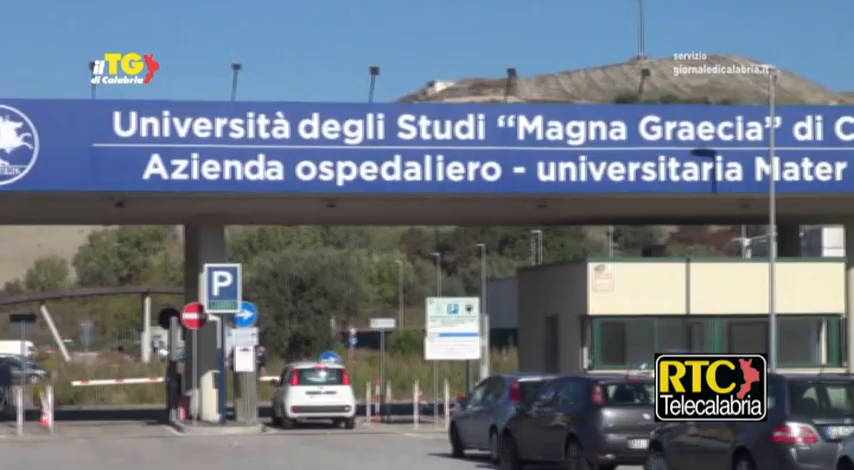 il TG
di Calabria
servizio
giornaledicalabria.it
Università degli Studi “Magna Graecia” di C
Azienda ospedaliero - universitaria Mater
P
RTC
Telecalabria